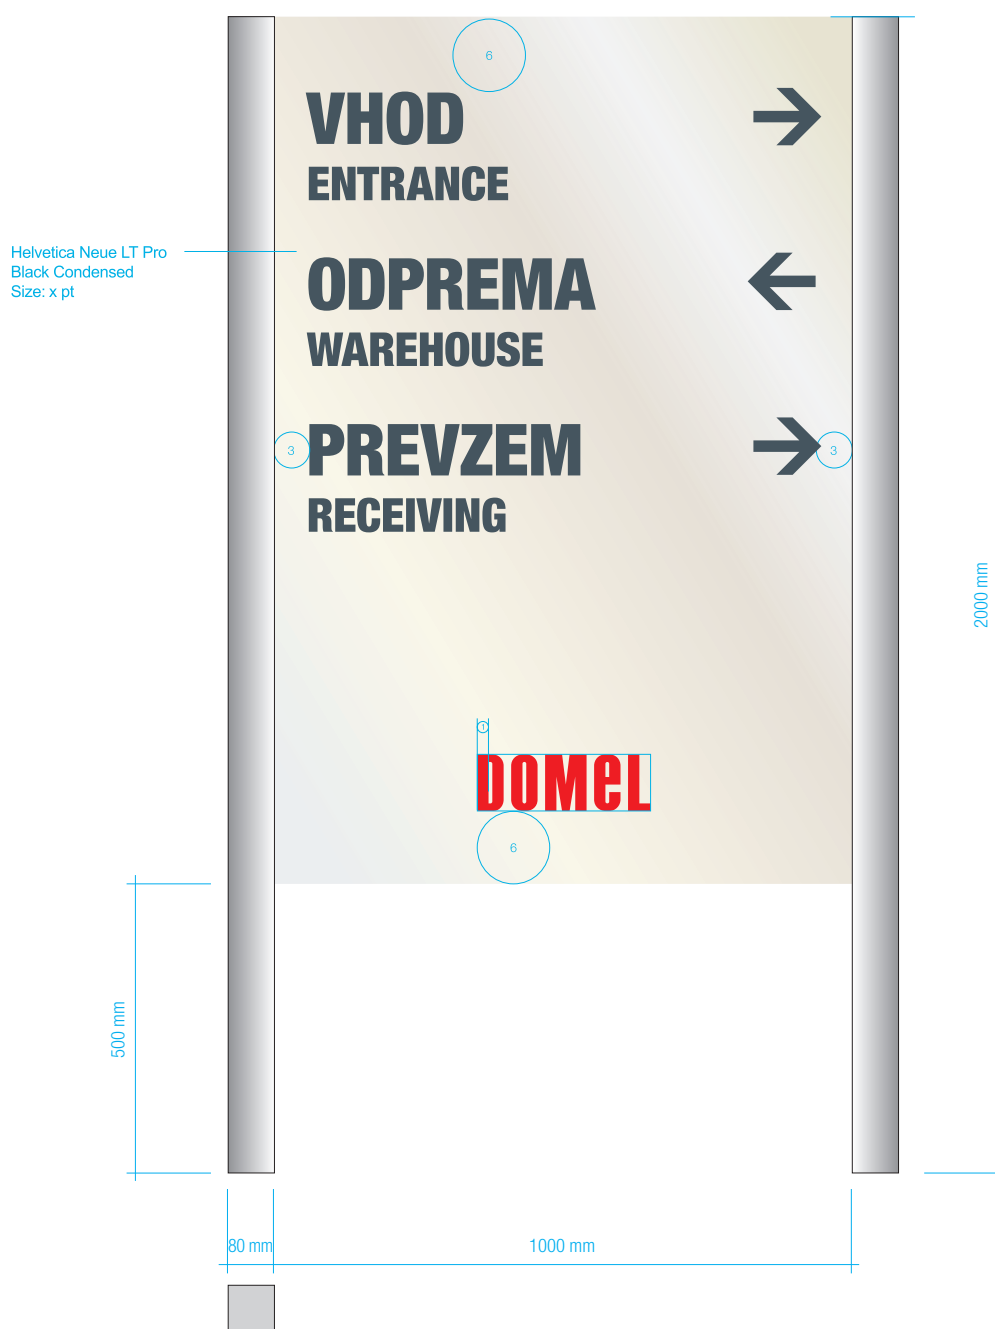 6
VHOD
ENTRANCE
Helvetica Neue LT Pro
Black Condensed
Size: x pt
ODPREMA
WAREHOUSE
3
PREVZEM
3
RECEIVING
2000 mm
1
DOMEL
6
500 mm
80 mm
1000 mm